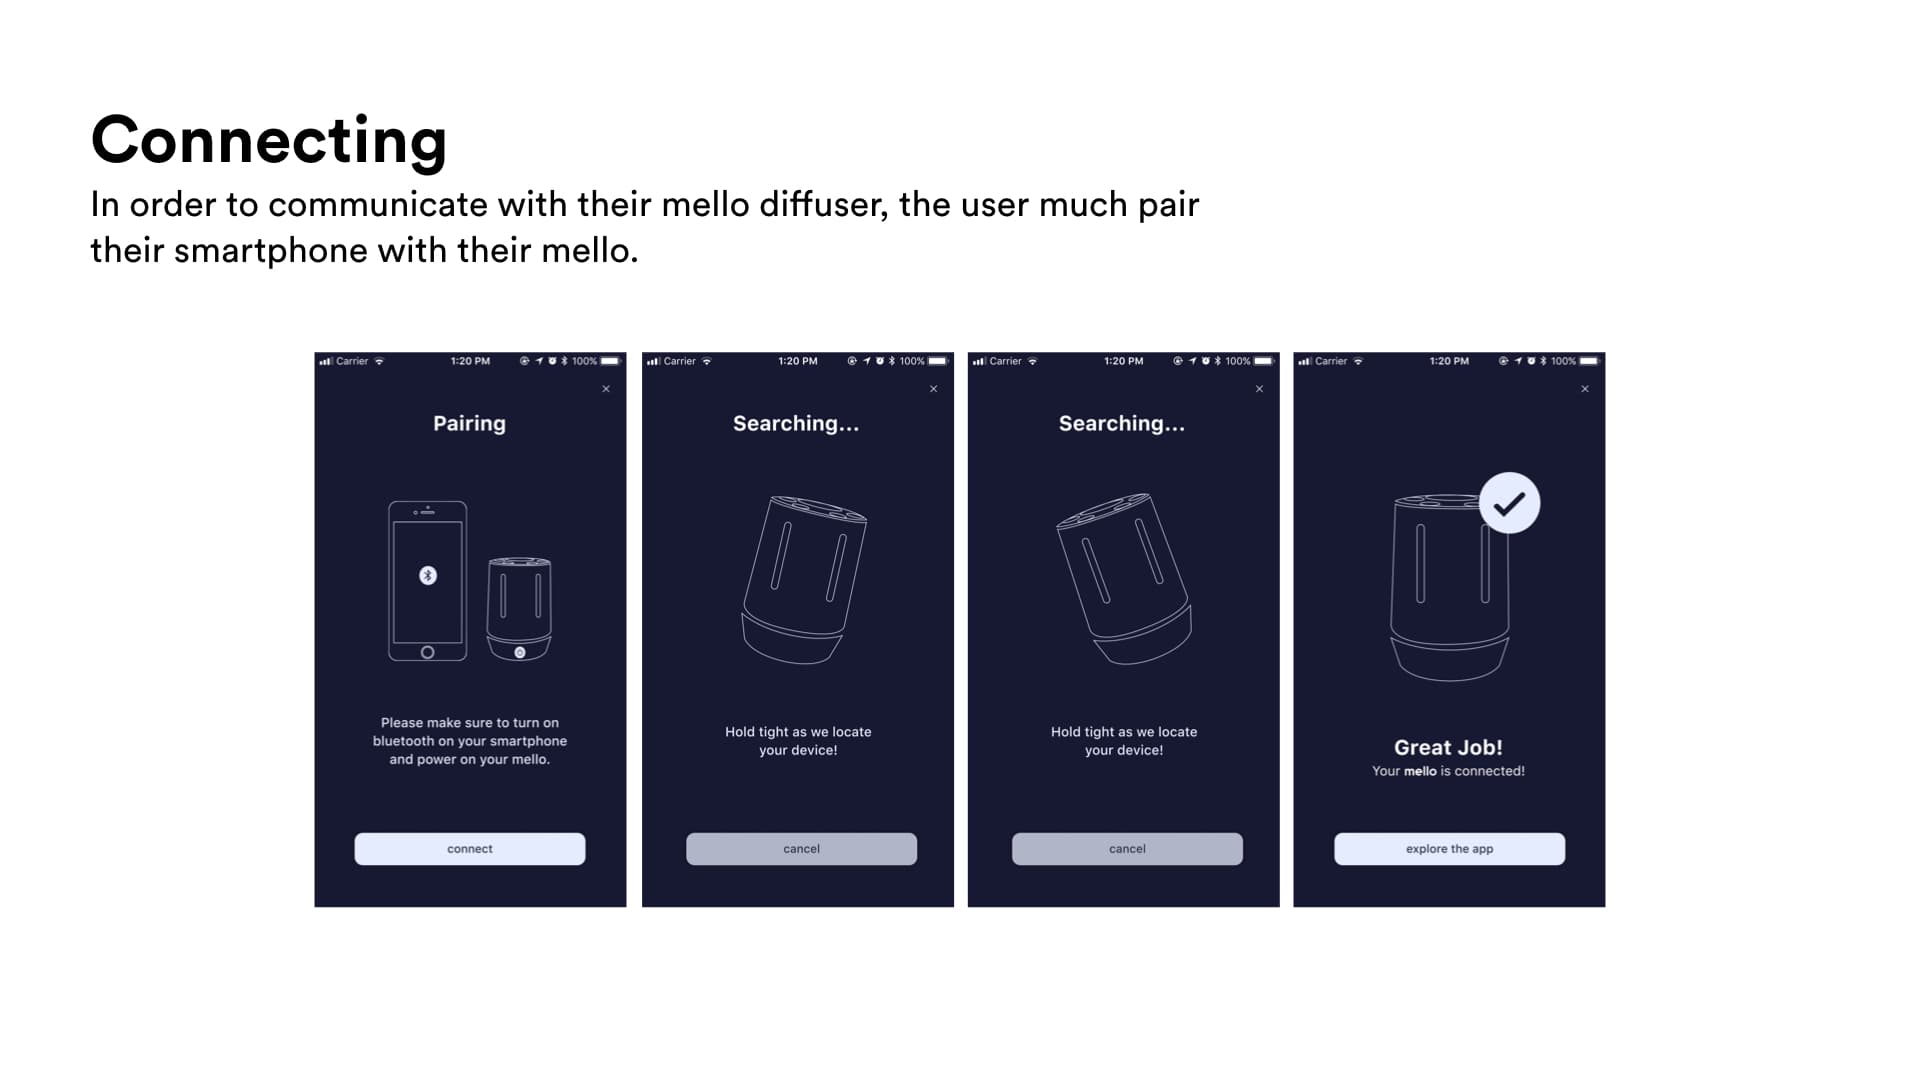 Connecting
In order to communicate with their mello diffuser, the user much pair
their smartphone with their mello.
Carrier 1:20 PM 100%
×
Pairing
Please make sure to turn on
bluetooth on your smartphone
and power on your mello.
connect
Carrier 1:20 PM 100%
×
Searching...
Hold tight as we locate
your device!
cancel
Carrier 1:20 PM 100%
×
Searching...
Hold tight as we locate
your device!
cancel
Carrier 1:20 PM 100%
×
Great Job!
Your mello is connected!
explore the app